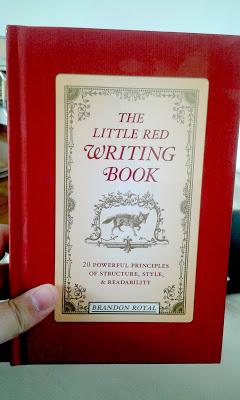 THE
LITTLE RED
WRITING
BOOK
20 POWERFUL PRINCIPLES
OF STRUCTURE, STYLE,
& READABILITY
BRANDON ROYAL